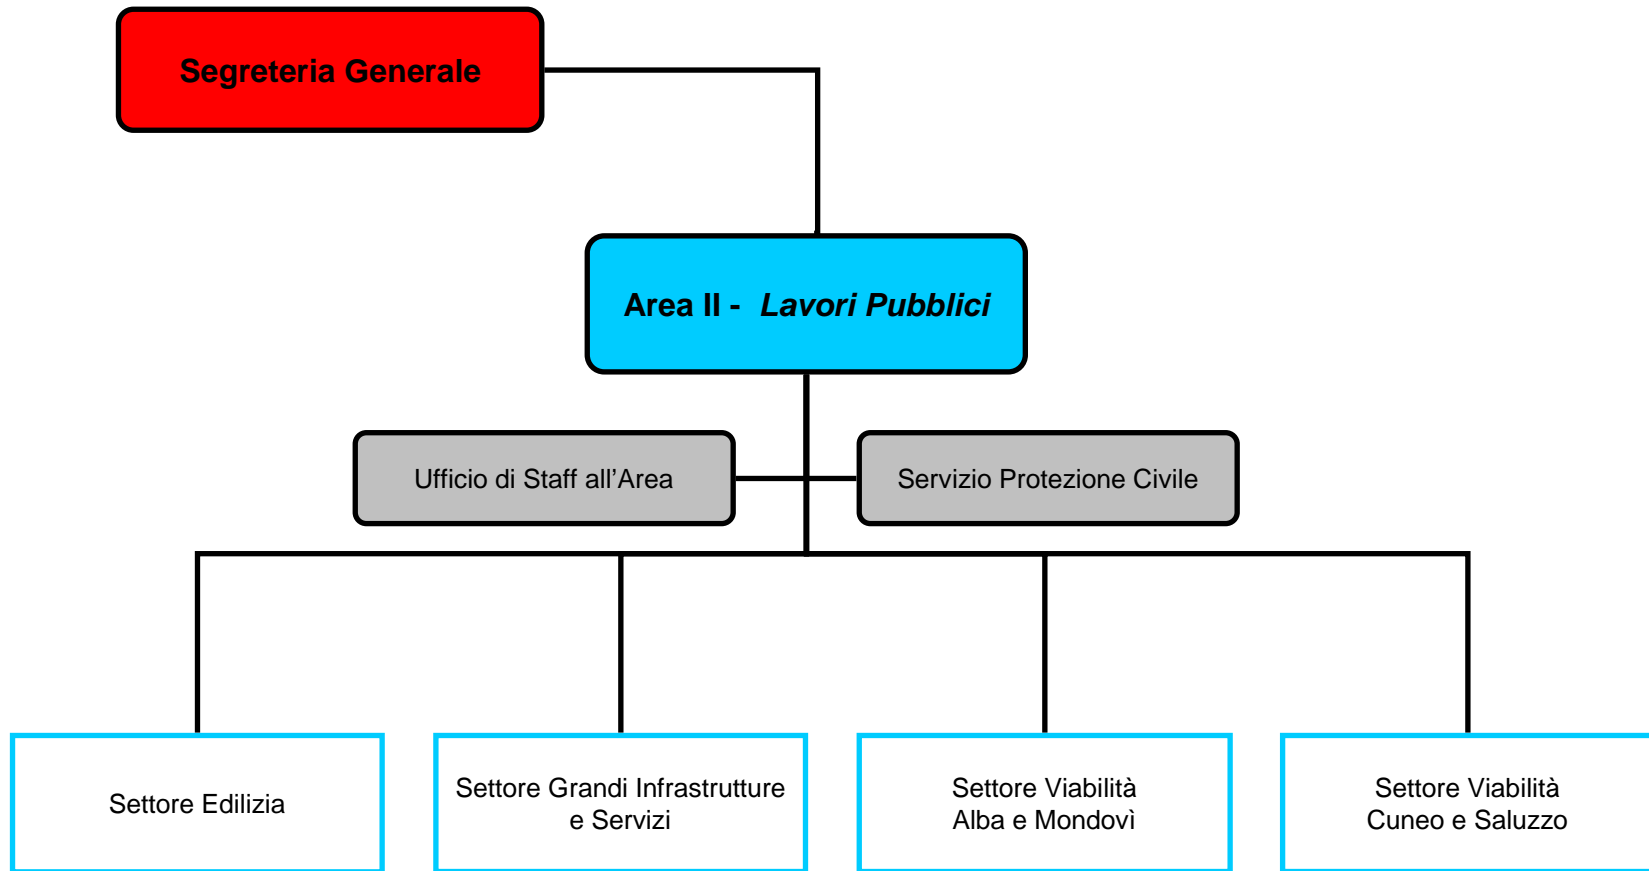 Segreteria Generale
Area II - Lavori Pubblici
Ufficio di Staff all’Area
Servizio Protezione Civile
Settore Edilizia
Settore Grandi Infrastrutture
e Servizi
Settore Viabilità
Alba e Mondovì
Settore Viabilità
Cuneo e Saluzzo